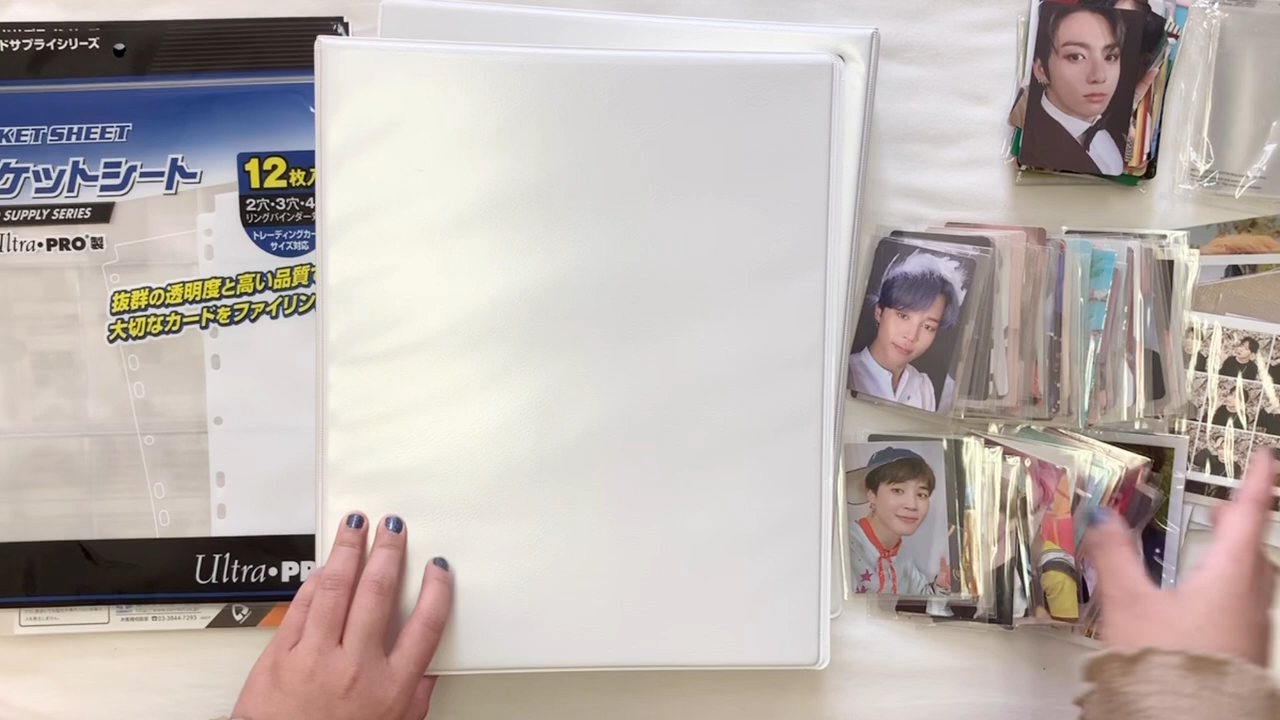 ドサプライシリーズ
KET SHEET
ケットシート
SUPPLY SERIES
ltra•PRO製
12枚入
2穴・3穴・4
リングバインダー
トレーディングカー
サイズ対応
抜群の透明度と高い品質
大切なカードをファイリン
ULTRA•P
☎03-3844-7293